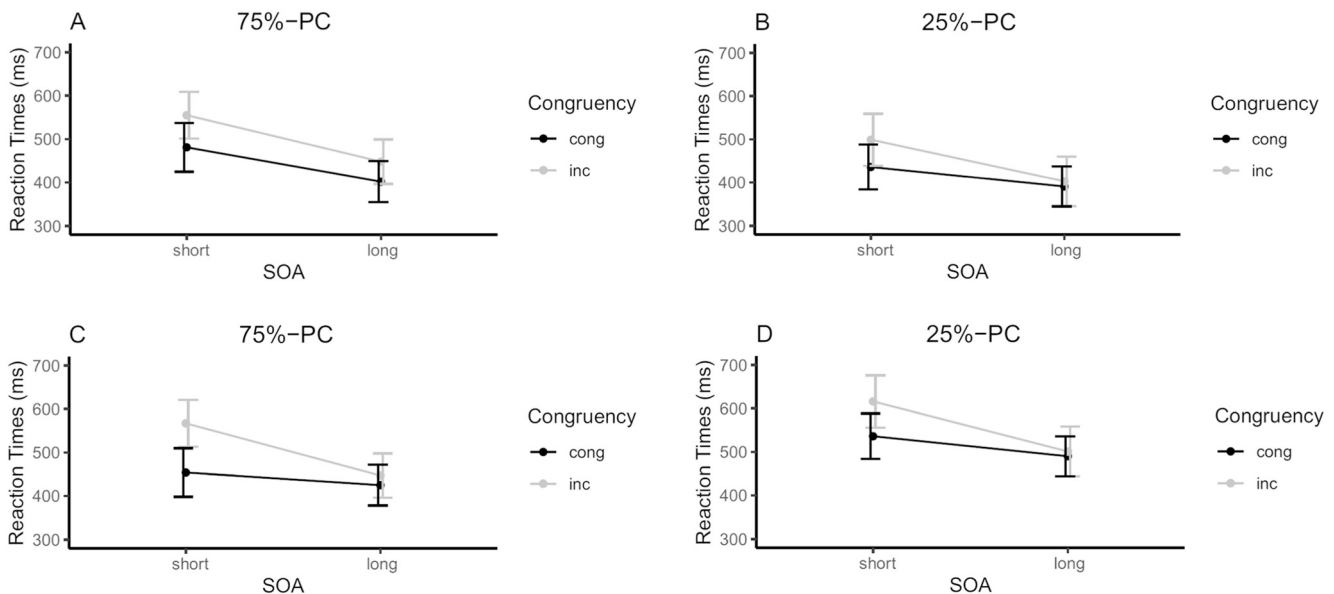 A
75%−PC
Reaction Times (ms)
700
600
500
400
300
short
long
SOA
Congruency
cong
inc
B
25%−PC
Reaction Times (ms)
700
600
500
400
300
short
long
SOA
Congruency
cong
inc
C
75%−PC
Reaction Times (ms)
700
600
500
400
300
short
long
SOA
Congruency
cong
inc
D
25%−PC
Reaction Times (ms)
700
600
500
400
300
short
long
SOA
Congruency
cong
inc